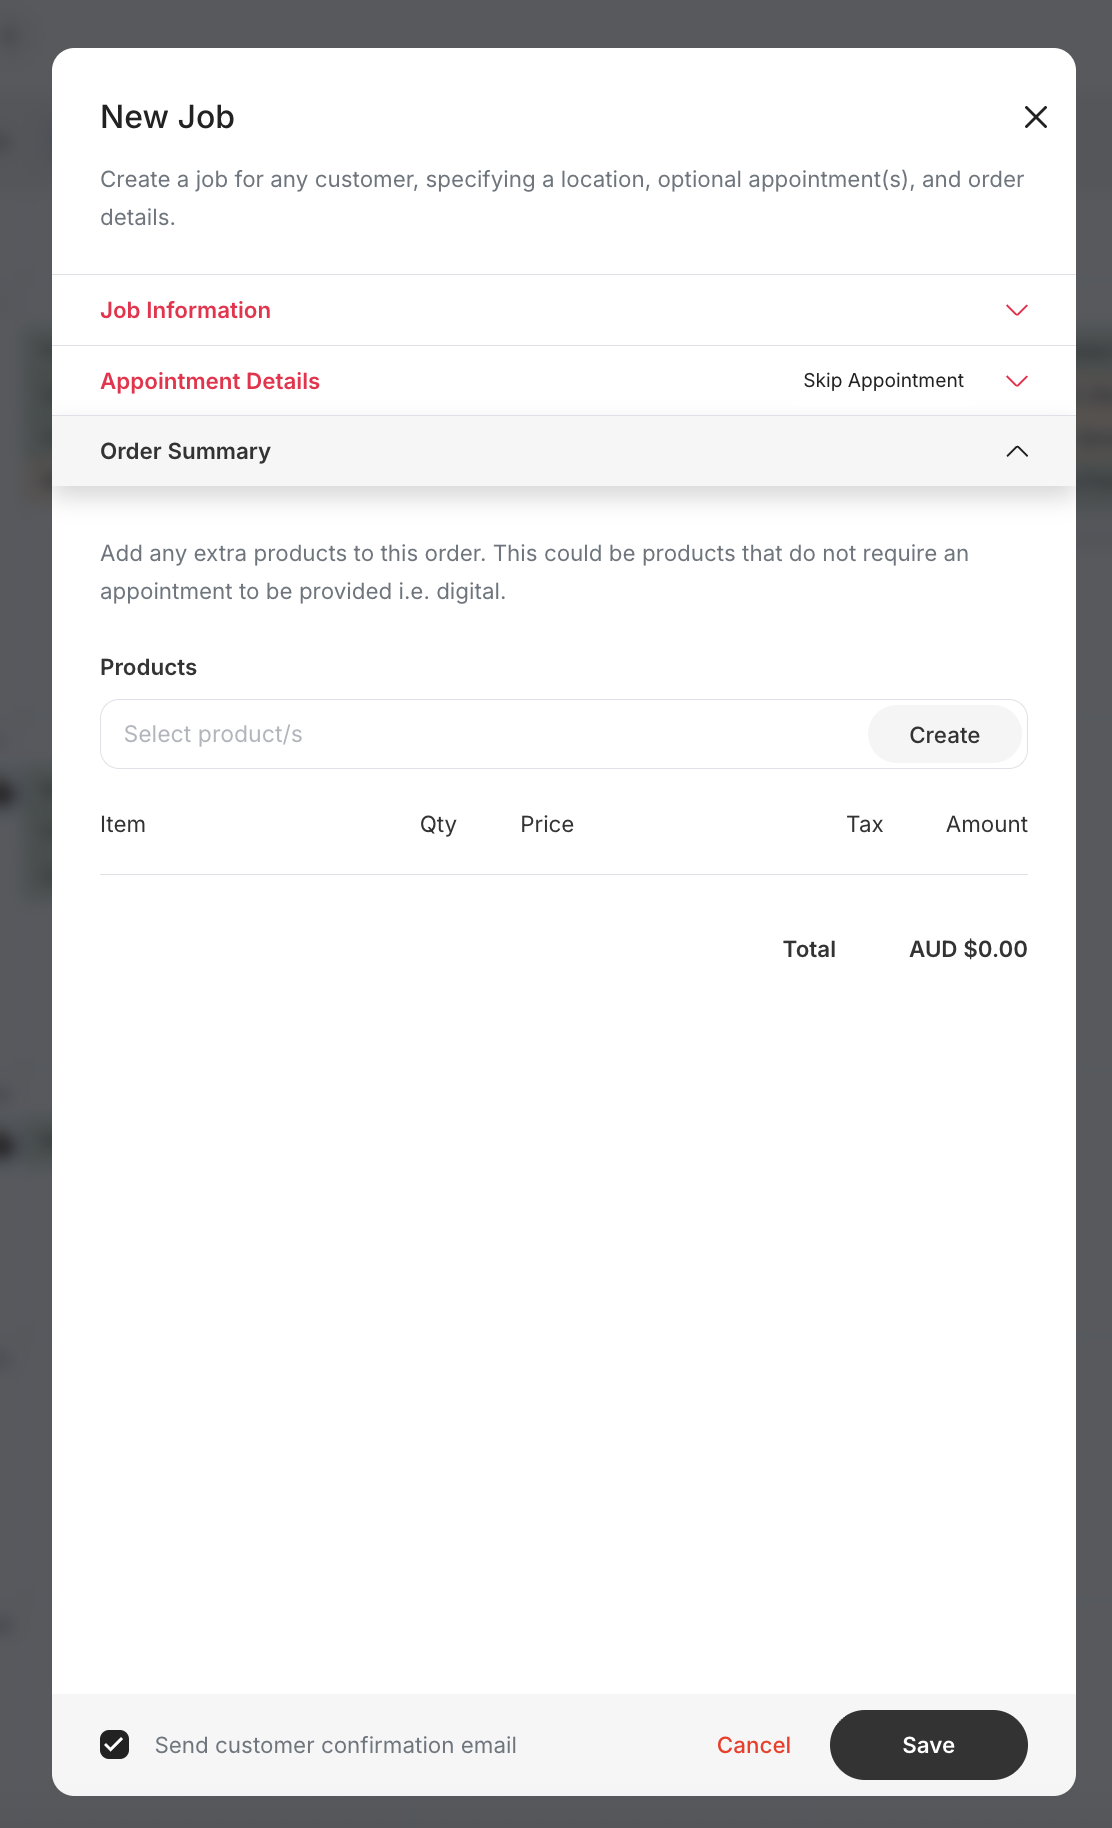 New Job
Create a job for any customer, specifying a location, optional appointment(s), and order
details.
Job Information
Appointment Details Skip Appointment
Order Summary
Add any extra products to this order. This could be products that do not require an
appointment to be provided i.e. digital.
Products
Select product/s Create
Item Qty Price Tax Amount
Total AUD $0.00
Send customer confirmation email Cancel Save